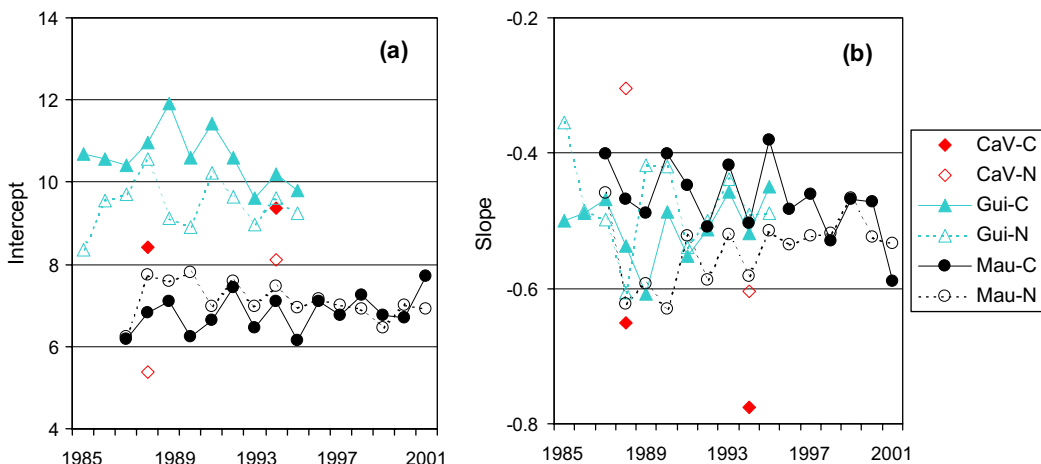 14
12
10
8
6
4
Intercept
(a)
1985 1989 1993 1997 2001
-0.2
-0.4
-0.6
-0.8
Slope
(b)
1985 1989 1993 1997 2001
CaV-C
CaV-N
Gui-C
Gui-N
Mau-C
Mau-N